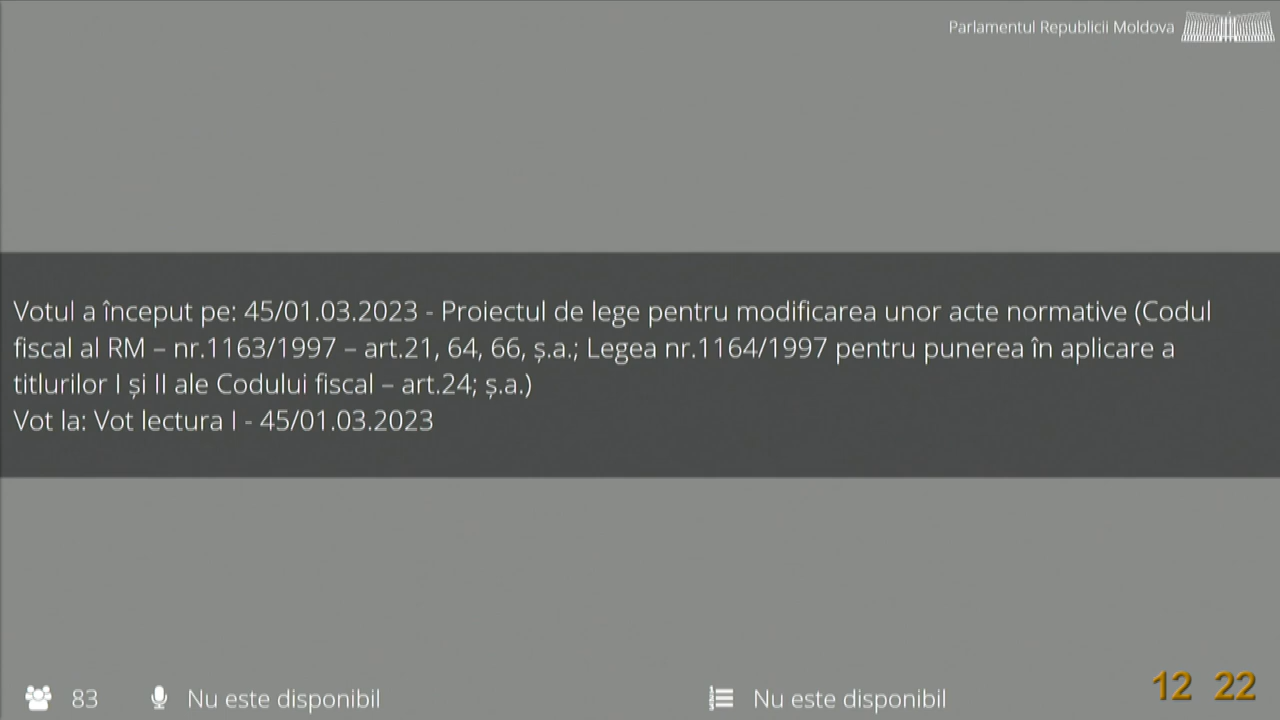 Parlamentul Republicii Moldova
Votul a început pe: 45/01.03.2023 - Proiectul de lege pentru modificarea unor acte normative (Codul
fiscal al RM – nr.1163/1997 – art.21, 64, 66, ș.a.; Legea nr.1164/1997 pentru punerea în aplicare a
titlurilor I și II ale Codului fiscal – art.24; ș.a.)
Vot la: Vot lectura I - 45/01.03.2023
83 Nu este disponibil Nu este disponibil
12 22